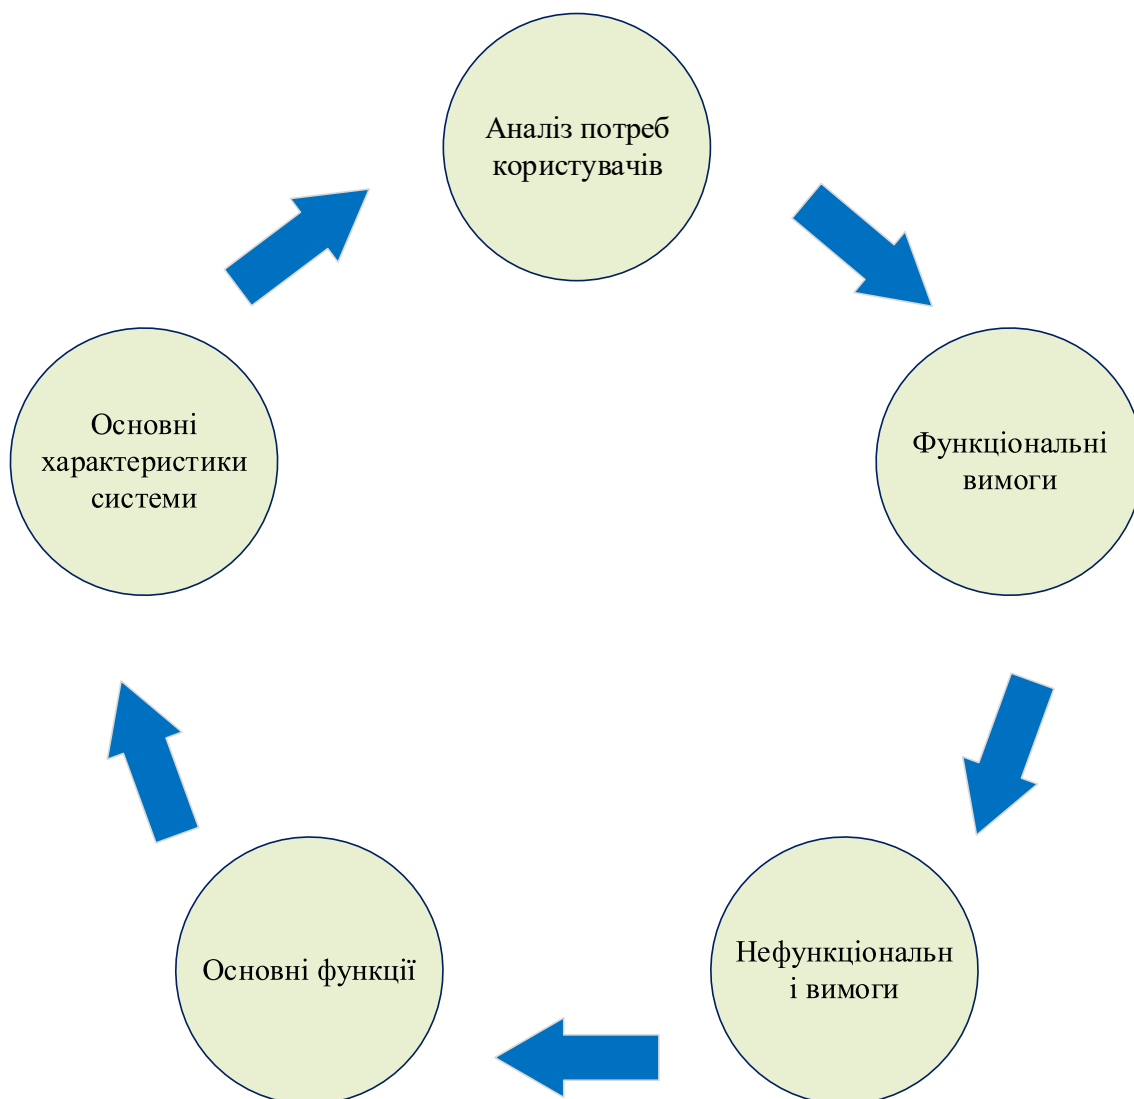 Аналіз потреб
користувачів
Функціональні
вимоги
Нефункціональн
і вимоги
Основні функції
Основні
характеристики
системи